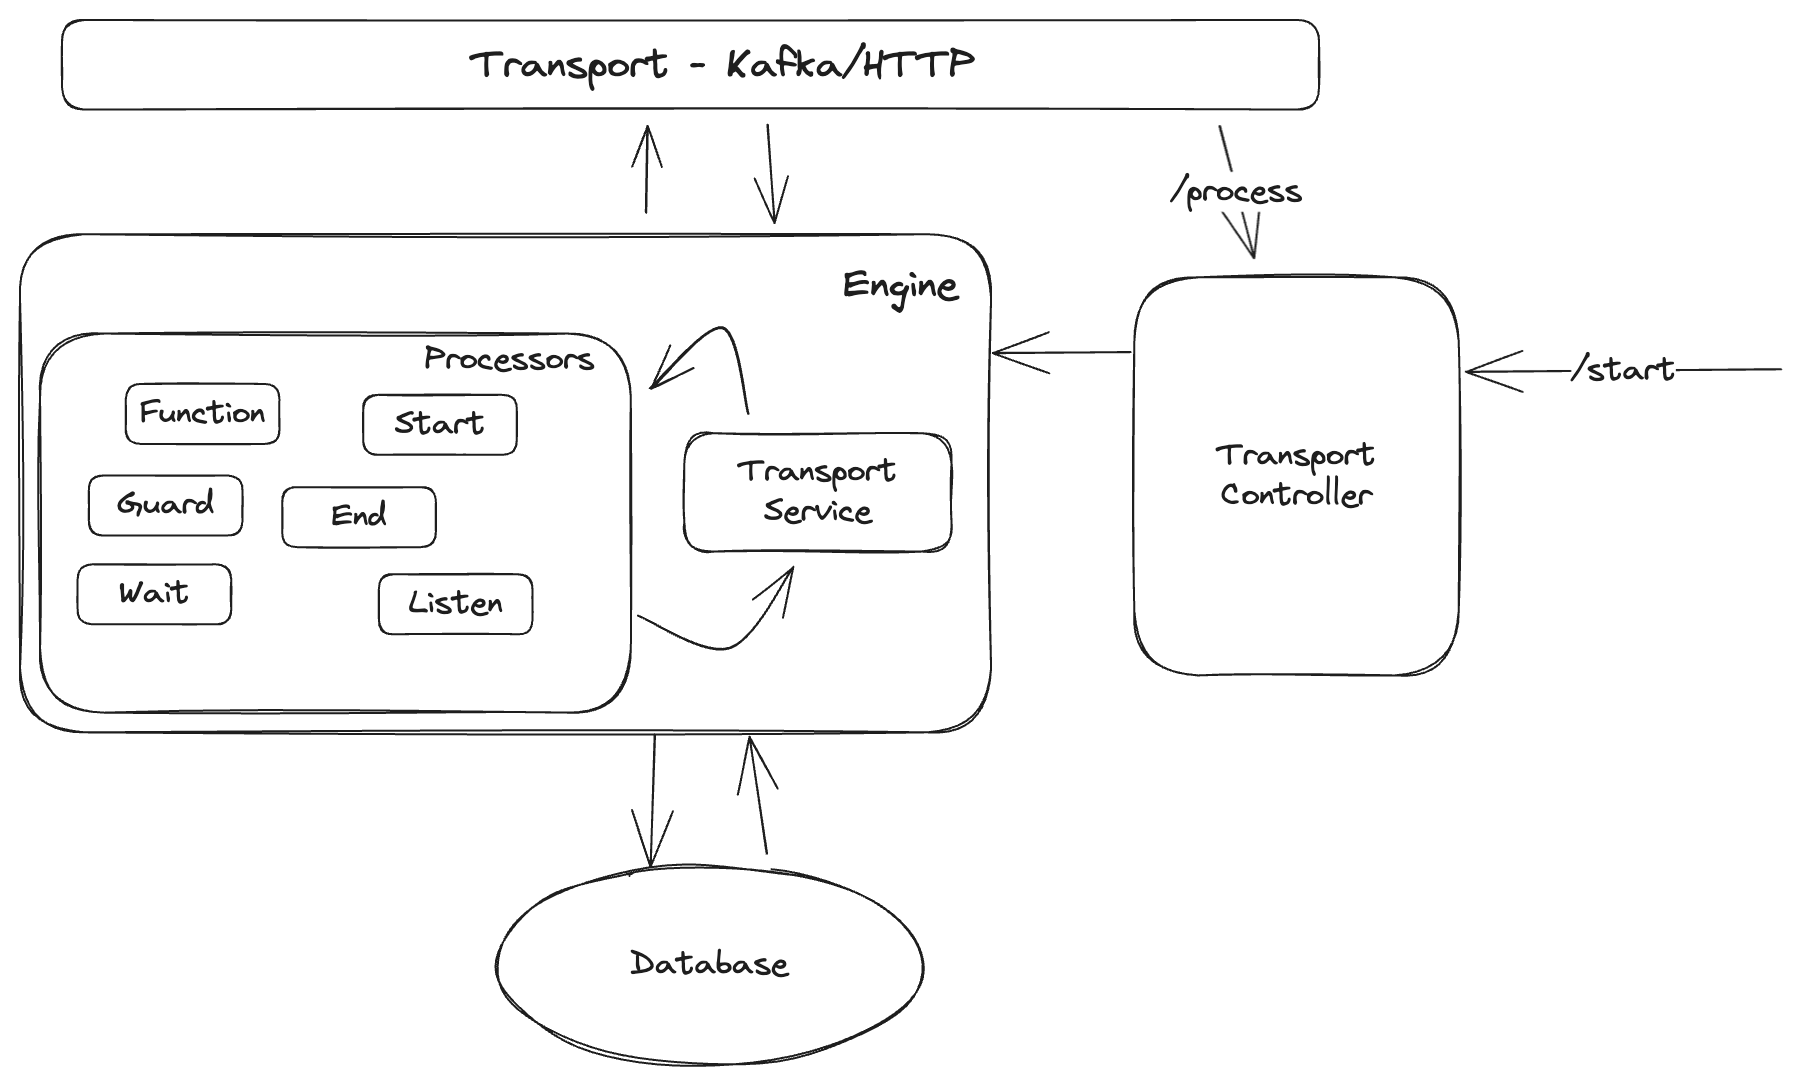 Transport - Kafka/HTTP
/process
Engine
Processors
Function
Start
/start
Transport
Service
Transport
Controller
Guard
End
Wait
Listen
Database